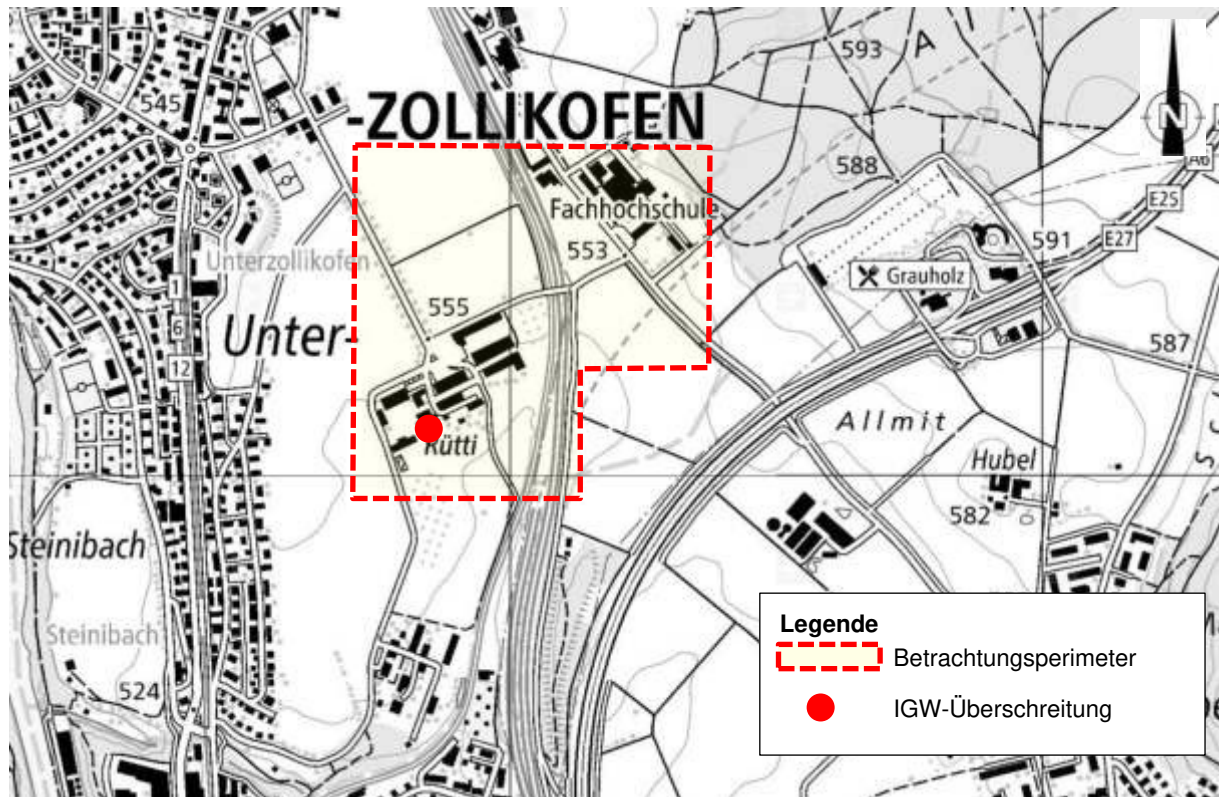 593
A
545
-ZOLLIKOFEN
N
A6
588
E25
Fachhochschule
E27
591
553
Unterzollikofen
Grauholz
1
555
6
Unter-
587
12
Allmit
Rütti
Hubel
582
Steinibach
Legende
Steinibach
Betrachtungsperimeter
524
IGW-Überschreitung